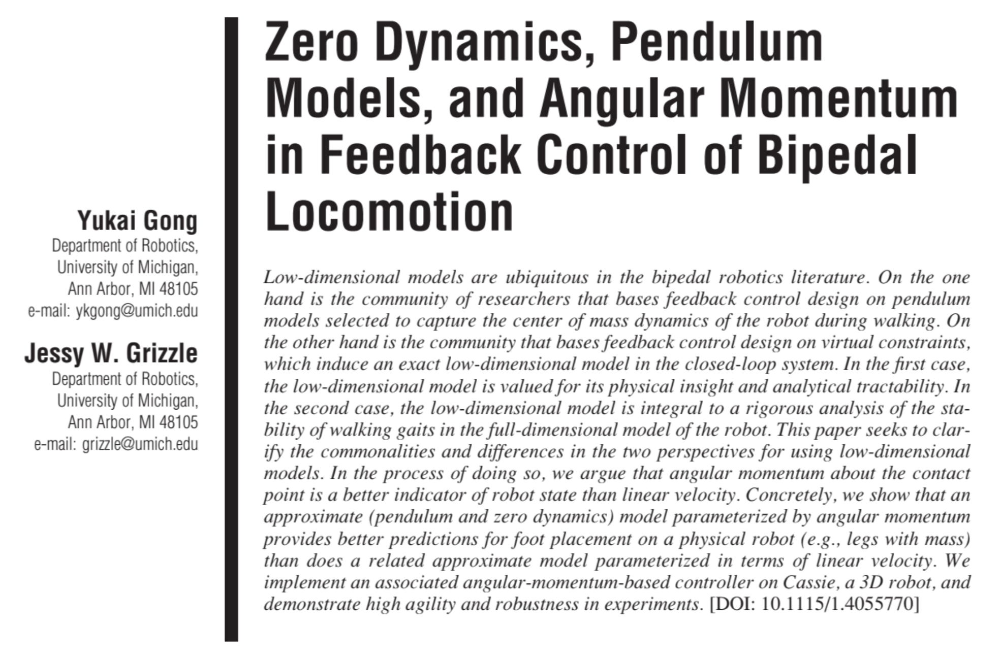 Zero Dynamics, Pendulum
Models, and Angular Momentum
in Feedback Control of Bipedal
Locomotion
Yukai Gong
Department of Robotics,
University of Michigan,
Ann Arbor, MI 48105
e-mail: ykgong@umich.edu
Jessy W. Grizzle
Department of Robotics,
University of Michigan,
Ann Arbor, MI 48105
e-mail: grizzle@umich.edu
Low-dimensional models are ubiquitous in the bipedal robotics literature. On the one
hand is the community of researchers that bases feedback control design on pendulum
models selected to capture the center of mass dynamics of the robot during walking. On
the other hand is the community that bases feedback control design on virtual constraints,
which induce an exact low-dimensional model in the closed-loop system. In the first case,
the low-dimensional model is valued for its physical insight and analytical tractability. In
the second case, the low-dimensional model is integral to a rigorous analysis of the sta-
bility of walking gaits in the full-dimensional model of the robot. This paper seeks to clar-
ify the commonalities and differences in the two perspectives for using low-dimensional
models. In the process of doing so, we argue that angular momentum about the contact
point is a better indicator of robot state than linear velocity. Concretely, we show that an
approximate (pendulum and zero dynamics) model parameterized by angular momentum
provides better predictions for foot placement on a physical robot (e.g., legs with mass)
than does a related approximate model parameterized in terms of linear velocity. We
implement an associated angular-momentum-based controller on Cassie, a 3D robot, and
demonstrate high agility and robustness in experiments. [DOI: 10.1115/1.4055770]